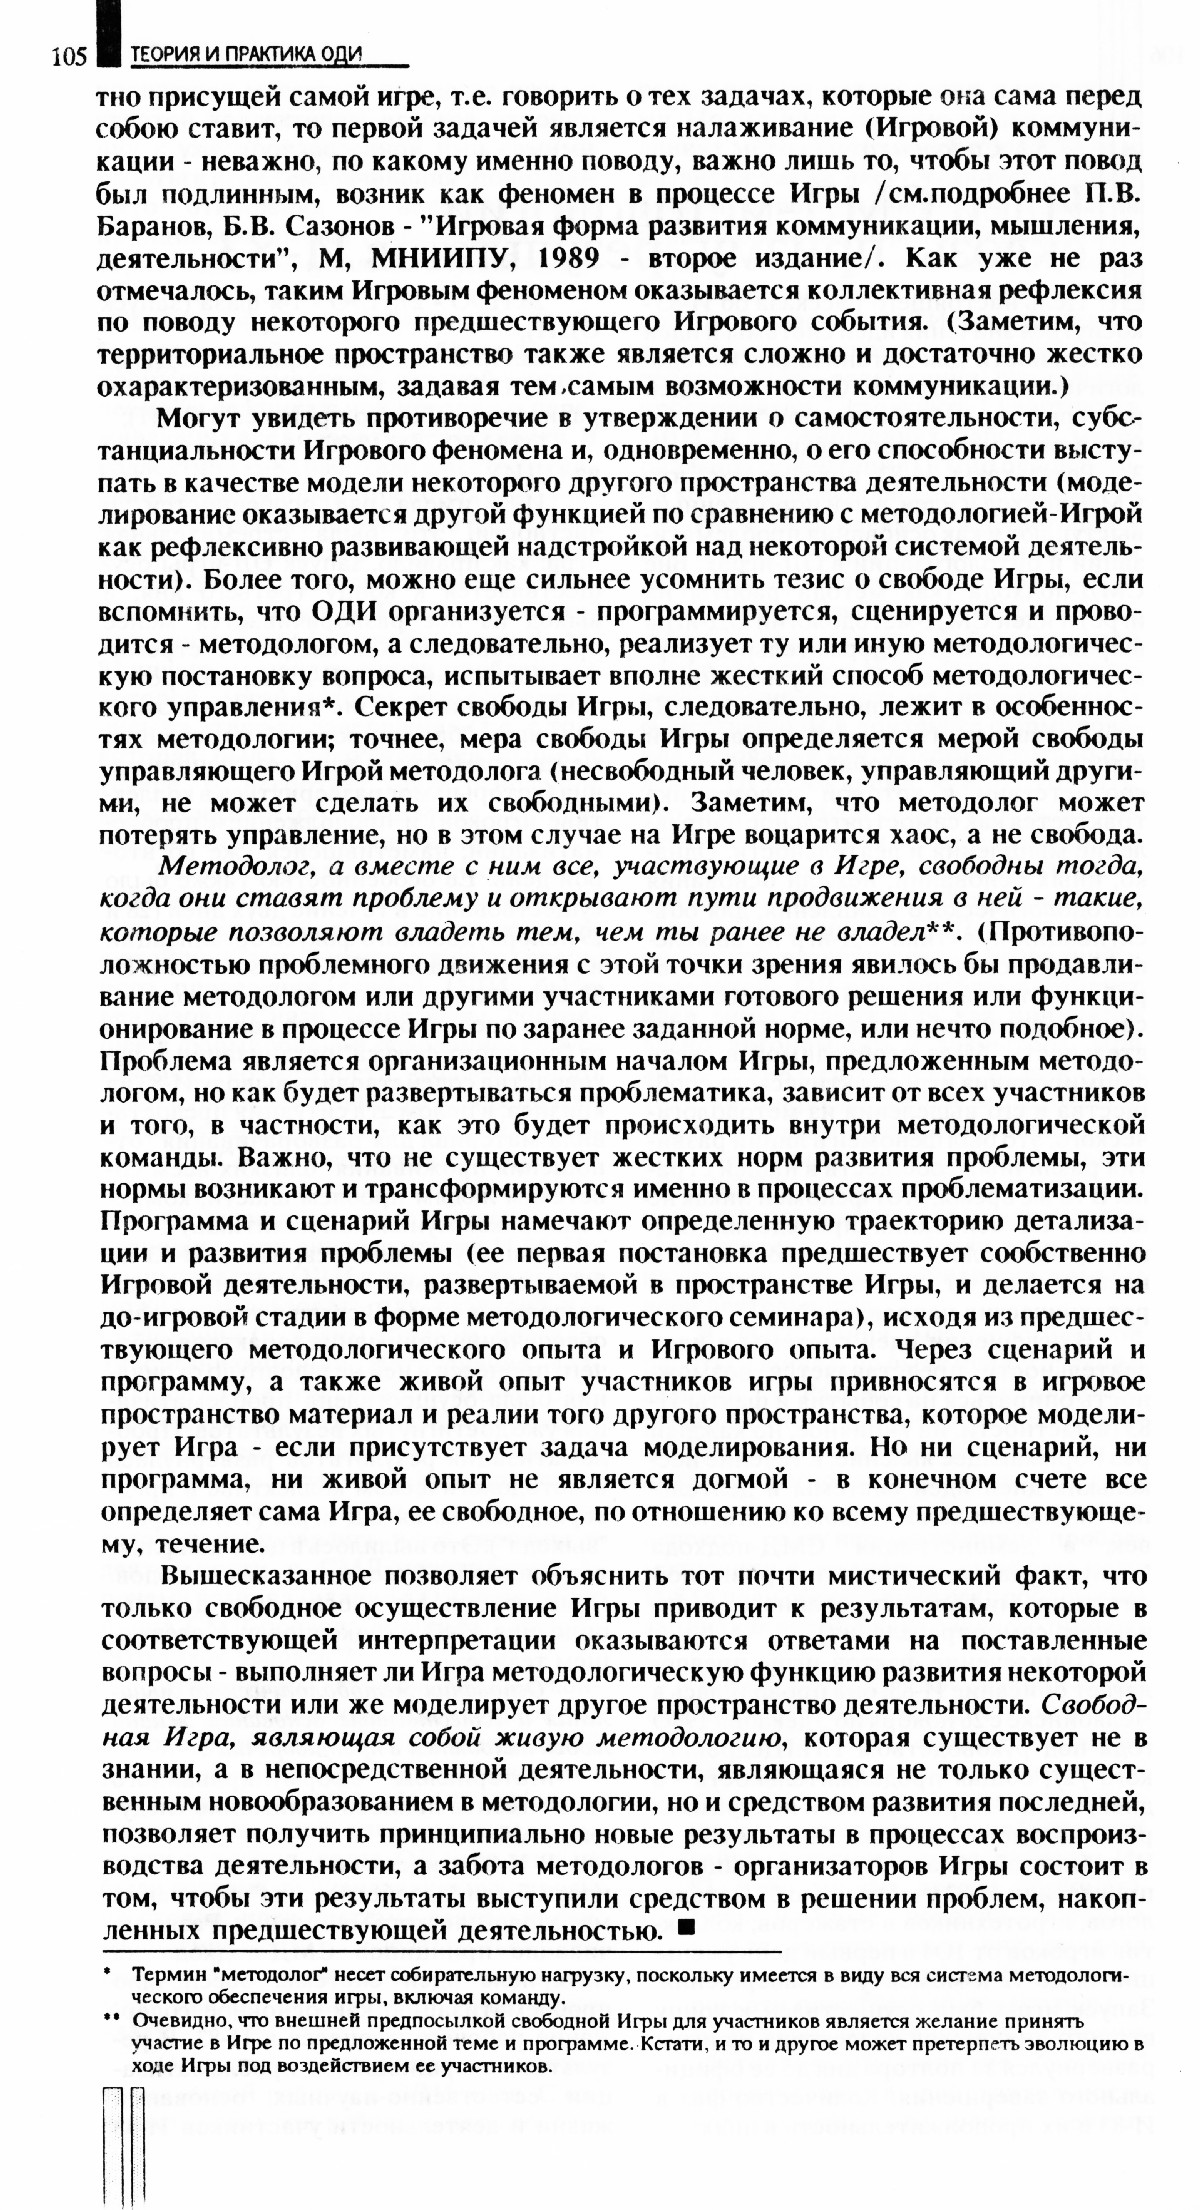 105 ТЕОРИЯ И ПРАКТИКА ОДИ
тно присущей самой игре, т.е. говорить о тех задачах, которые она сама перед
собою ставит, то первой задачей является налаживание (Игровой) коммуни-
кации - неважно, по какому именно поводу, важно лишь то, чтобы этот повод
был подлинным, возник как феномен в процессе Игры /см.подробнее П.В.
Баранов, Б.В. Сазонов - "Игровая форма развития коммуникации, мышления,
деятельности", М, МНИИПУ, 1989 - второе издание/. Как уже не раз
отмечалось, таким Игровым феноменом оказывается коллективная рефлексия
по поводу некоторого предшествующего Игрового события. (Заметим, что
территориальное пространство также является сложно и достаточно жестко
охарактеризованным, задавая тем самым возможности коммуникации.)
Могут увидеть противоречие в утверждении о самостоятельности, субс-
танциальности Игрового феномена и, одновременно, о его способности высту-
пать в качестве модели некоторого другого пространства деятельности (моде-
лирование оказывается другой функцией по сравнению с методологией-Игрой
как рефлексивно развивающей надстройкой над некоторой системой деятель-
ности). Более того, можно еще сильнее усомнить тезис о свободе Игры, если
вспомнить, что ОДИ организуется - программируется, сценируется и прово-
дится - методологом, а следовательно, реализует ту или иную методологичес-
кую постановку вопроса, испытывает вполне жесткий способ методологичес-
кого управления*. Секрет свободы Игры, следовательно, лежит в особеннос-
тях методологии; точнее, мера свободы Игры определяется мерой свободы
управляющего Игрой методолога (несвободный человек, управляющий други-
ми, не может сделать их свободными). Заметим, что методолог может
потерять управление, но в этом случае на Игре воцарится хаос, а не свобода.
Методолог, а вместе с ним все, участвующие в Игре, свободны тогда,
когда они ставят проблему и открывают пути продвижения в ней - такие,
которые позволяют владеть тем, чем ты ранее не владел**. (Противопо-
ложностью проблемного движения с этой точки зрения явилось бы продавли-
вание методологом или другими участниками готового решения или функци-
онирование в процессе Игры по заранее заданной норме, или нечто подобное).
Проблема является организационным началом Игры, предложенным методо-
логом, но как будет развертываться проблематика, зависит от всех участников
и того, в частности, как это будет происходить внутри методологической
команды. Важно, что не существует жестких норм развития проблемы, эти
нормы возникают и трансформируются именно в процессах проблематизации.
Программа и сценарий Игры намечают определенную траекторию детализа-
ции и развития проблемы (ее первая постановка предшествует сообственно
Игровой деятельности, развертываемой в пространстве Игры, и делается на
до-игровой стадии в форме методологического семинара), исходя из предшес-
твующего методологического опыта и Игрового опыта. Через сценарий и
программу, а также живой опыт участников игры привносятся в игровое
пространство материал и реалии того другого пространства, которое модели-
рует Игра - если присутствует задача моделирования. Но ни сценарий, ни
программа, ни живой опыт не является догмой - в конечном счете все
определяет сама Игра, ее свободное, по отношению ко всему предшествующе-
му, течение.
Вышесказанное позволяет объяснить тот почти мистический факт, что
только свободное осуществление Игры приводит к результатам, которые в
соответствующей интерпретации оказываются ответами на поставленные
вопросы - выполняет ли Игра методологическую функцию развития некоторой
деятельности или же моделирует другое пространство деятельности. Свобод-
ная Игра, являющая собой живую методологию, которая существует не в
знании, а в непосредственной деятельности, являющаяся не только сущест-
венным новообразованием в методологии, но и средством развития последней,
позволяет получить принципиально новые результаты в процессах воспроиз-
водства деятельности, а забота методологов - организаторов Игры состоит в
том, чтобы эти результаты выступили средством в решении проблем, накоп-
ленных предшествующей деятельностью. ■
* Термин "методолог" несет собирательную нагрузку, поскольку имеется в виду вся система методологи-
ческого обеспечения игры, включая команду.
** Очевидно, что внешней предпосылкой свободной Игры для участников является желание принять
участие в Игре по предложенной теме и программе. Кстати, и то и другое может претерпеть эволюцию в
ходе Игры под воздействием ее участников.